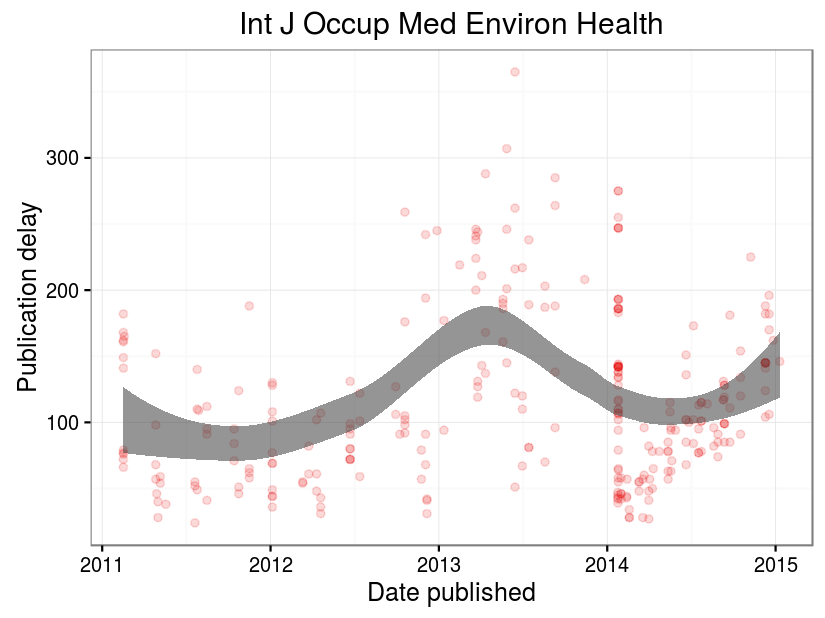 Int J Occup Med Environ Health
Publication delay
300
200
100
2011 2012 2013 2014 2015
Date published